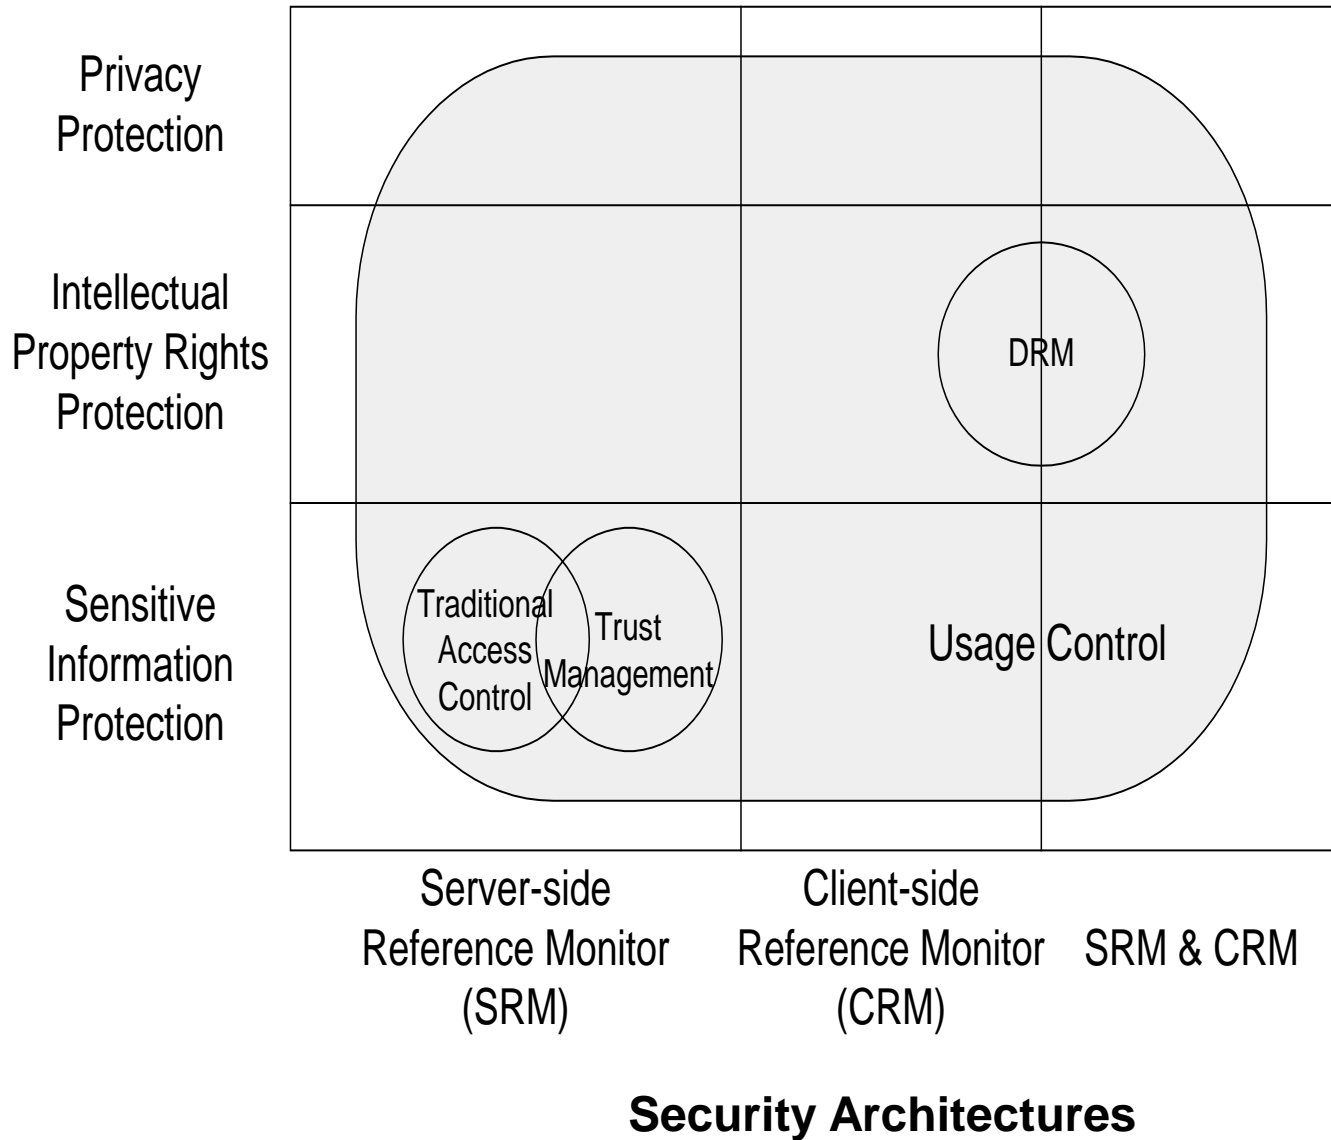 Privacy
Protection
Intellectual
Property Rights
Protection
DRM
Sensitive
Information
Protection
Traditional
Access
Control
Trust
Management
Usage Control
Server-side
Reference Monitor
(SRM)
Client-side
Reference Monitor
(CRM)
SRM & CRM
Security Architectures